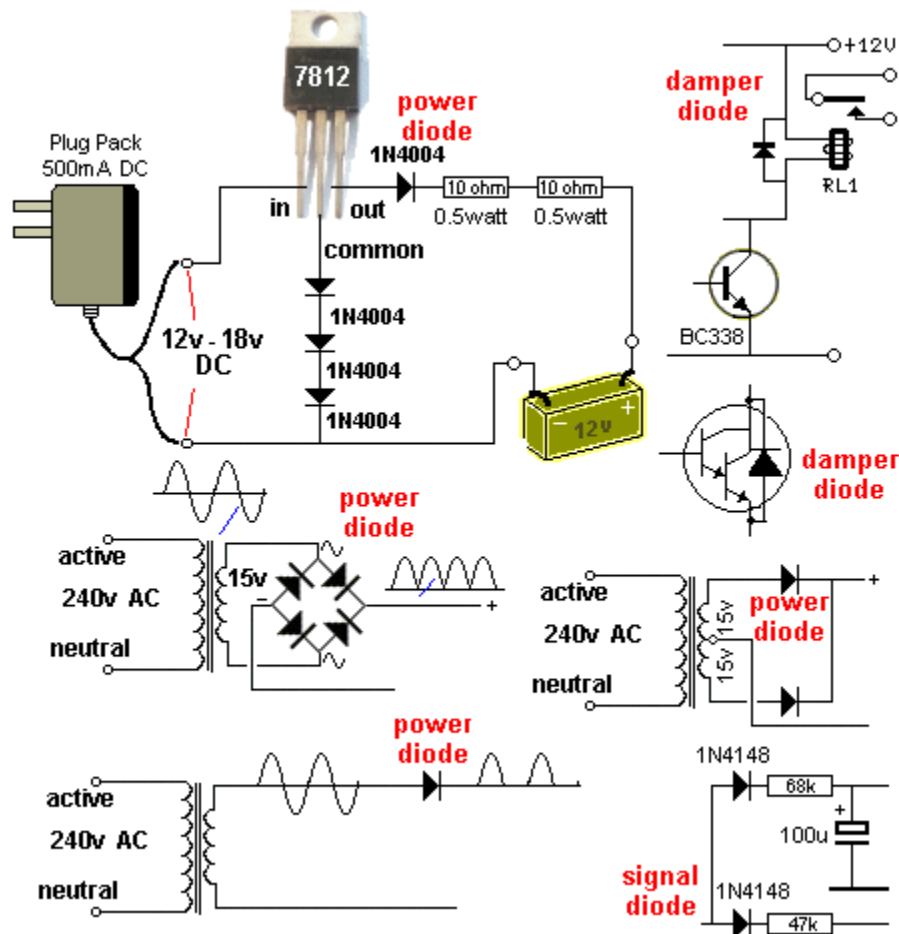 7812
power
diode
1N4004
Plug Pack
500mA DC
in
out
common
10 ohm
10 ohm
0.5watt
0.5watt
12v - 18v
DC
1N4004
1N4004
1N4004
− +
12V
damper
diode
+12V
RL1
BC338
damper
diode
power
diode
active
240v AC
neutral
15v
−
+
active
240v AC
neutral
15v
15v
power
diode
+
power
diode
active
240v AC
neutral
1N4148
68k
+
100u
signal
diode
1N4148
47k